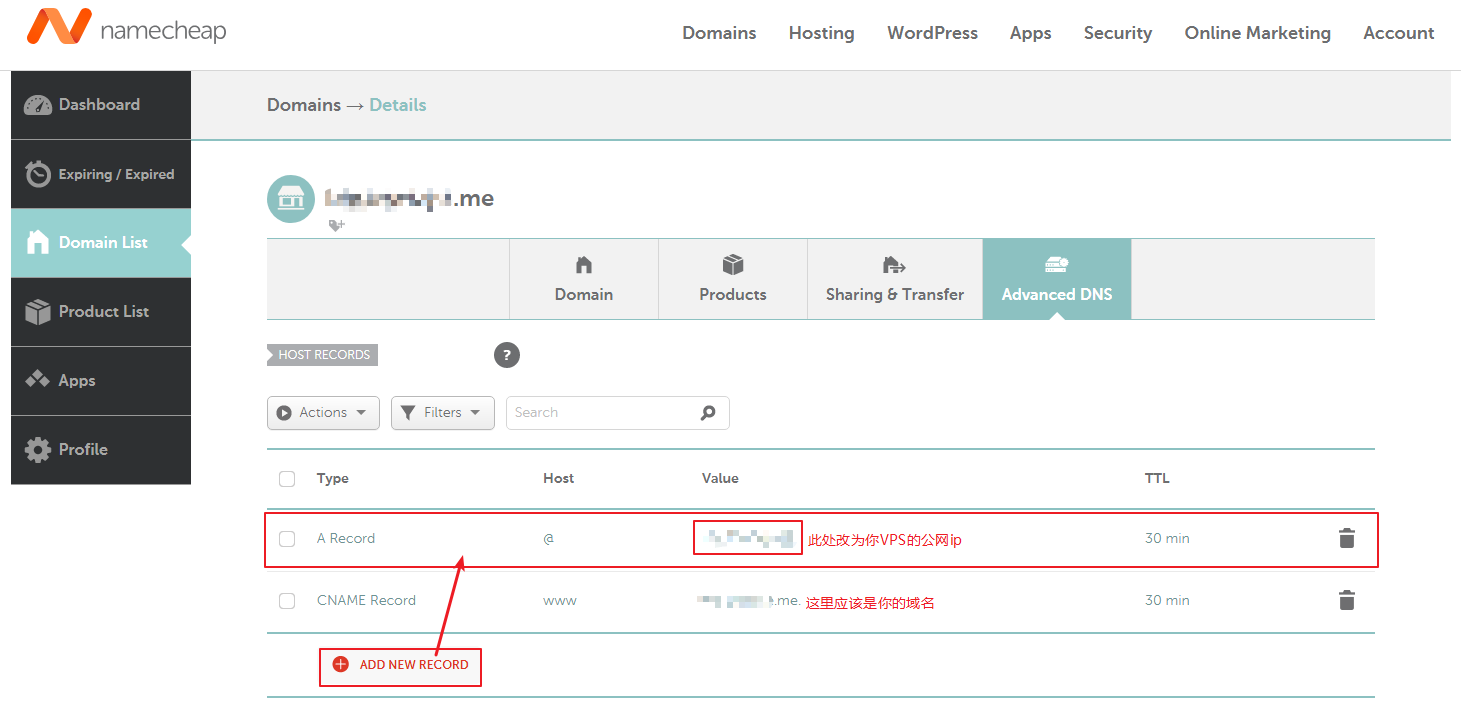 namecheap
Domains Hosting WordPress Apps Security Online Marketing Account
Dashboard
Expiring / Expired
Domain List
Product List
Apps
Profile
Domains → Details
.me
Domain Products Sharing & Transfer Advanced DNS
HOST RECORDS ?
Actions Filters Search
Type Host Value TTL
A Record @ 此处改为你VPS的公网ip 30 min
CNAME Record www .me. 这里应该是你的域名 30 min
ADD NEW RECORD